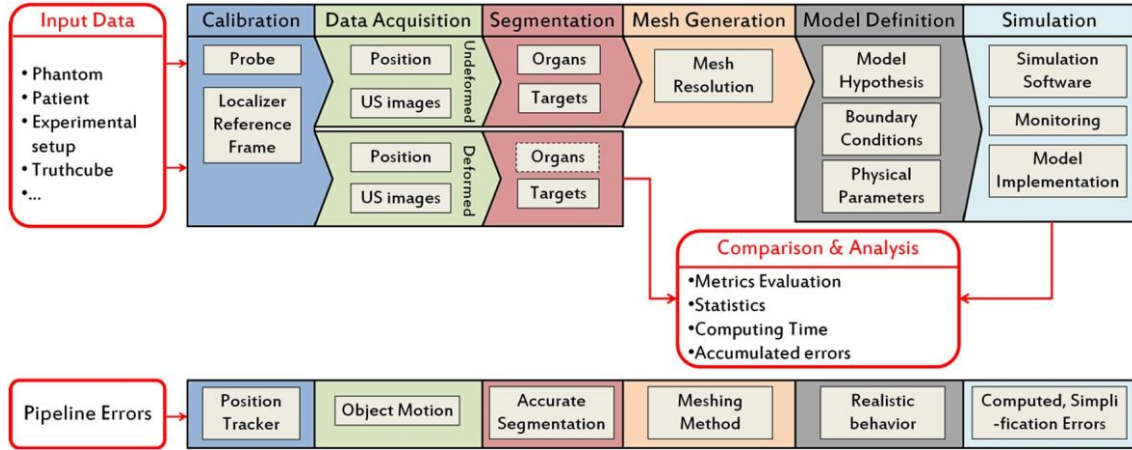 Input Data
• Phantom
• Patient
• Experimental
setup
• Truthcube
•...
Calibration
Probe
Localizer
Reference
Frame
Data Acquisition
Position
US images
Undeformed
Position
US images
Deformed
Segmentation
Organs
Targets
Organs
Targets
Mesh Generation
Mesh
Resolution
Model Definition
Model
Hypothesis
Boundary
Conditions
Physical
Parameters
Simulation
Simulation
Software
Monitoring
Model
Implementation
Comparison & Analysis
•Metrics Evaluation
•Statistics
•Computing Time
•Accumulated errors
Pipeline Errors
Position
Tracker
Object Motion
Accurate
Segmentation
Meshing
Method
Realistic
behavior
Computed, Simpli
-fication Errors